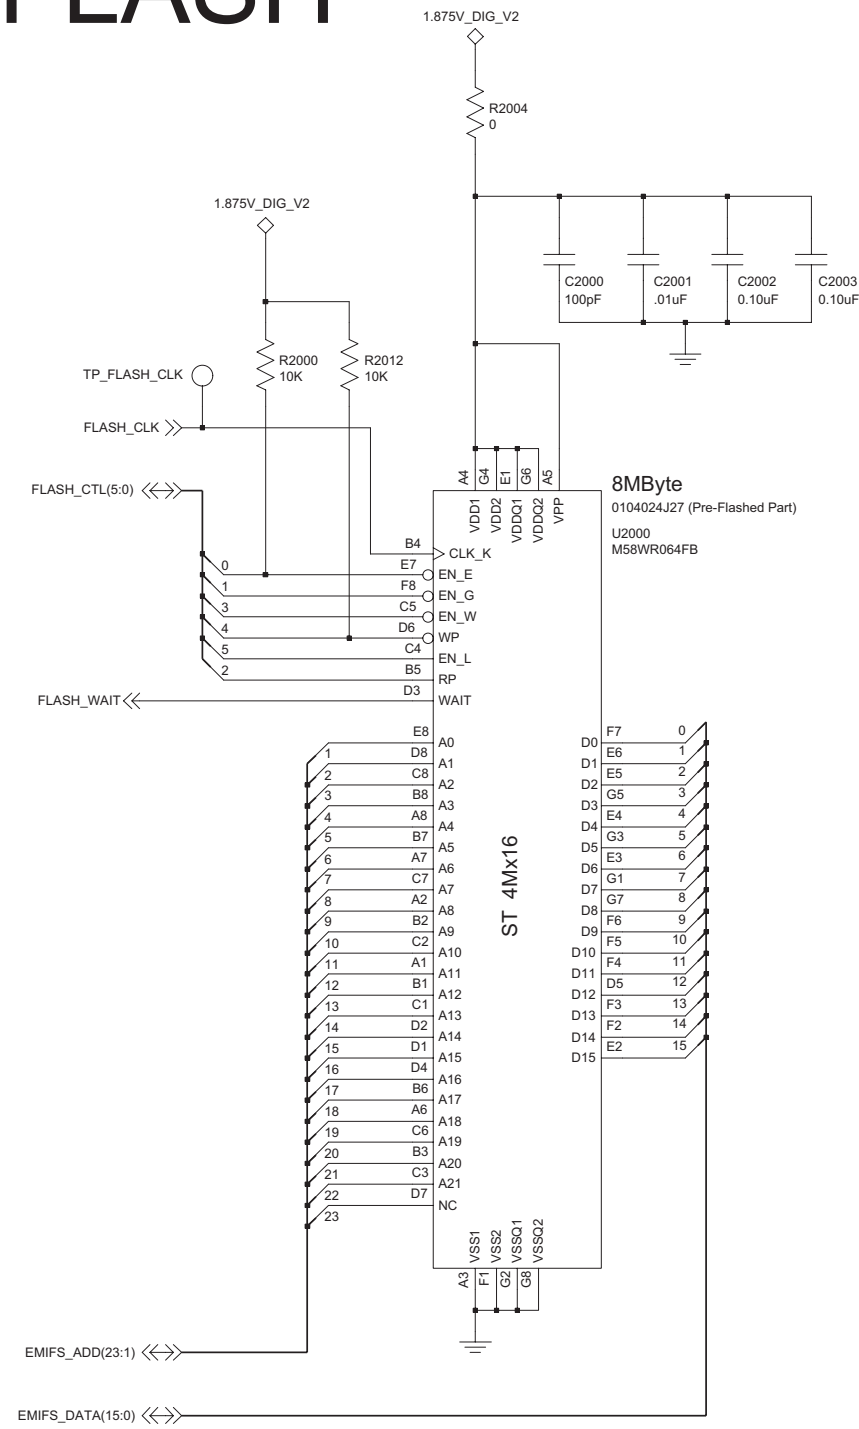 FLASH
1.875V_DIG_V2
R2004
0
1.875V_DIG_V2
C2000
100pF
C2001
.01uF
C2002
0.10uF
C2003
0.10uF
R2000
10K
R2012
10K
TP_FLASH_CLK
FLASH_CLK
FLASH_CTL(5:0)
A4 G4 E1 G6 A5
VDD1 VDD2 VDDQ1 VDDQ2 VPP
8MByte
0104024J27 (Pre-Flashed Part)
U2000
M58WR064FB
B4 CLK_K
0 E7 EN_E
1 F8 EN_G
3 C5 EN_W
4 D6 WP
5 C4 EN_L
2 B5 RP
FLASH_WAIT D3 WAIT
1 E8 A0
2 D8 A1
3 C8 A2
4 B8 A3
5 A8 A4
6 B7 A5
7 A7 A6
8 C7 A7
9 A2 A8
10 B2 A9
11 C2 A10
12 A1 A11
13 B1 A12
14 C1 A13
15 D2 A14
16 D1 A15
17 D4 A16
18 B6 A17
19 A6 A18
20 C6 A19
21 B3 A20
22 C3 A21
23 D7 NC
ST 4Mx16
D0 F7 0
D1 E6 1
D2 E5 2
D3 G5 3
D4 E4 4
D5 G3 5
D6 E3 6
D7 G1 7
D8 G7 8
D9 F6 9
D10 F5 10
D11 F4 11
D12 D5 12
D13 F3 13
D14 F2 14
D15 E2 15
VSS1 VSS2 VSSQ1 VSSQ2
A3 F1 G2 G8
EMIFS_ADD(23:1)
EMIFS_DATA(15:0)